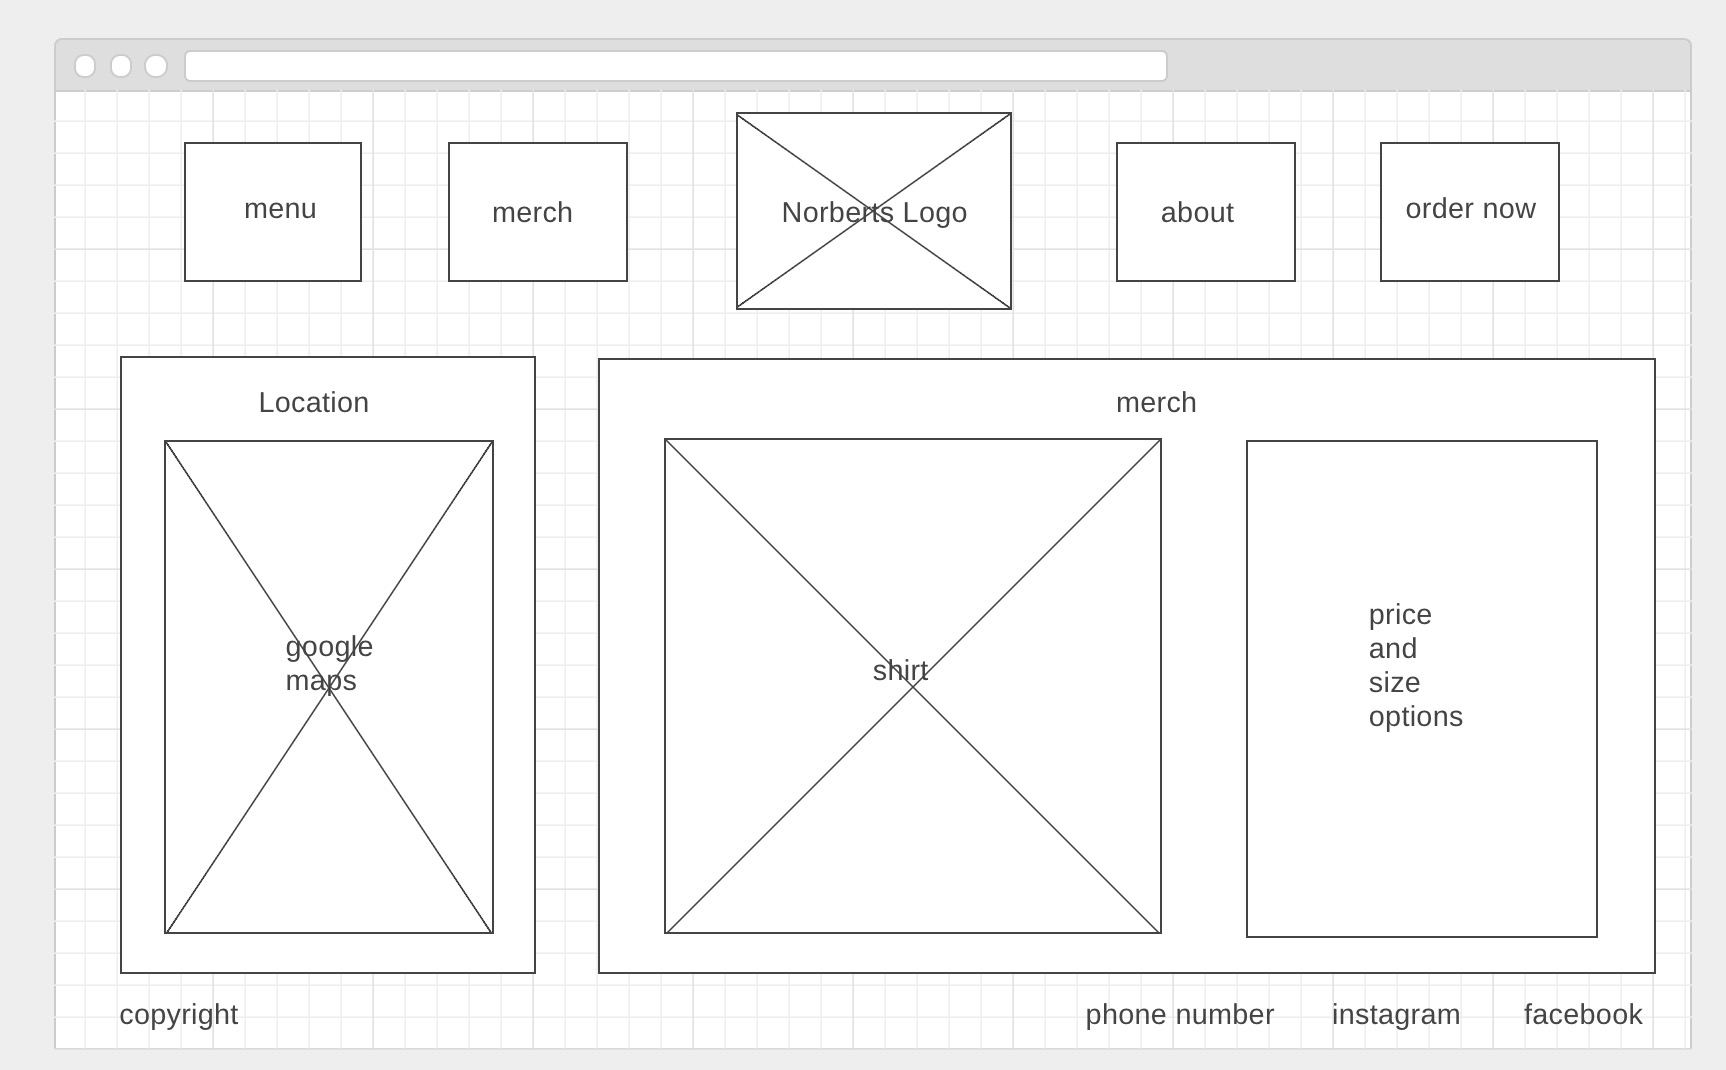 menu
merch
Norberts Logo
about
order now
Location
google
maps
merch
shirt
price
and
size
options
copyright
phone number
instagram
facebook